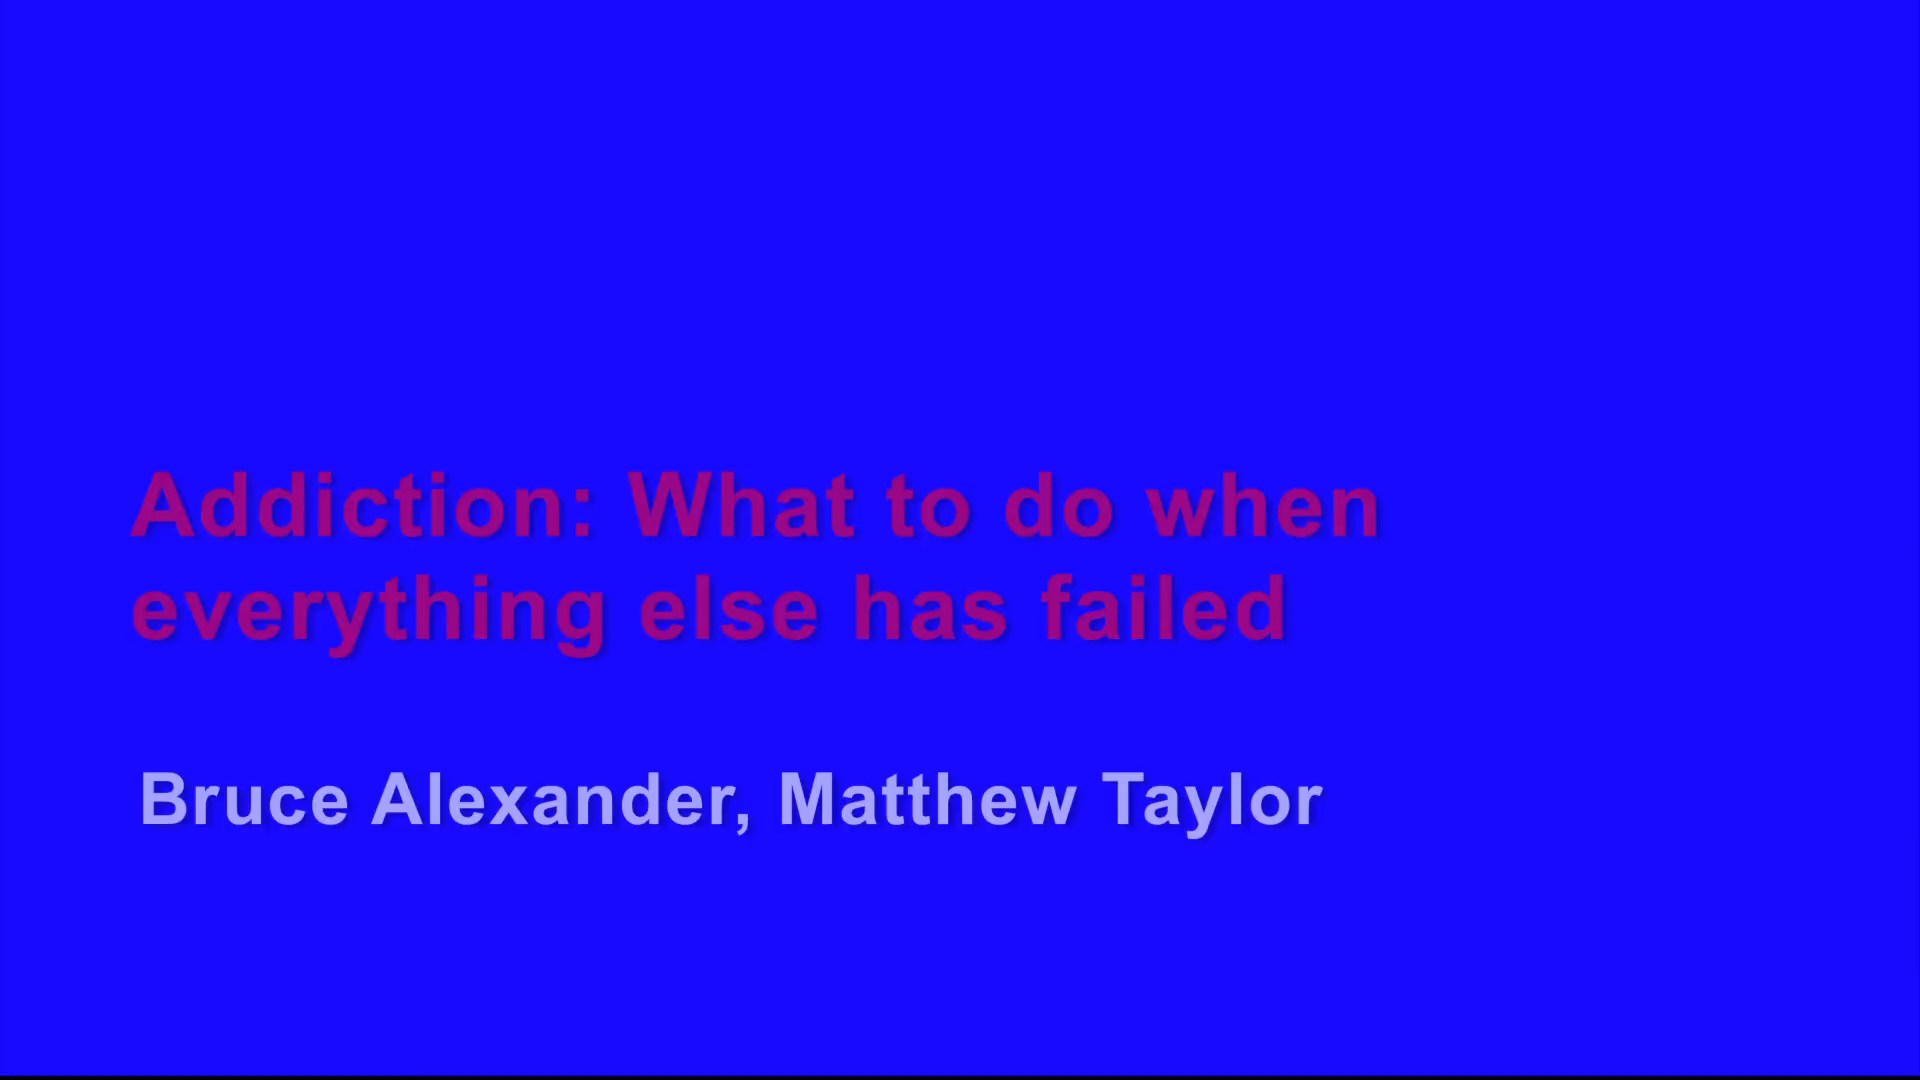 Addiction: What to do when
everything else has failed
Bruce Alexander, Matthew Taylor